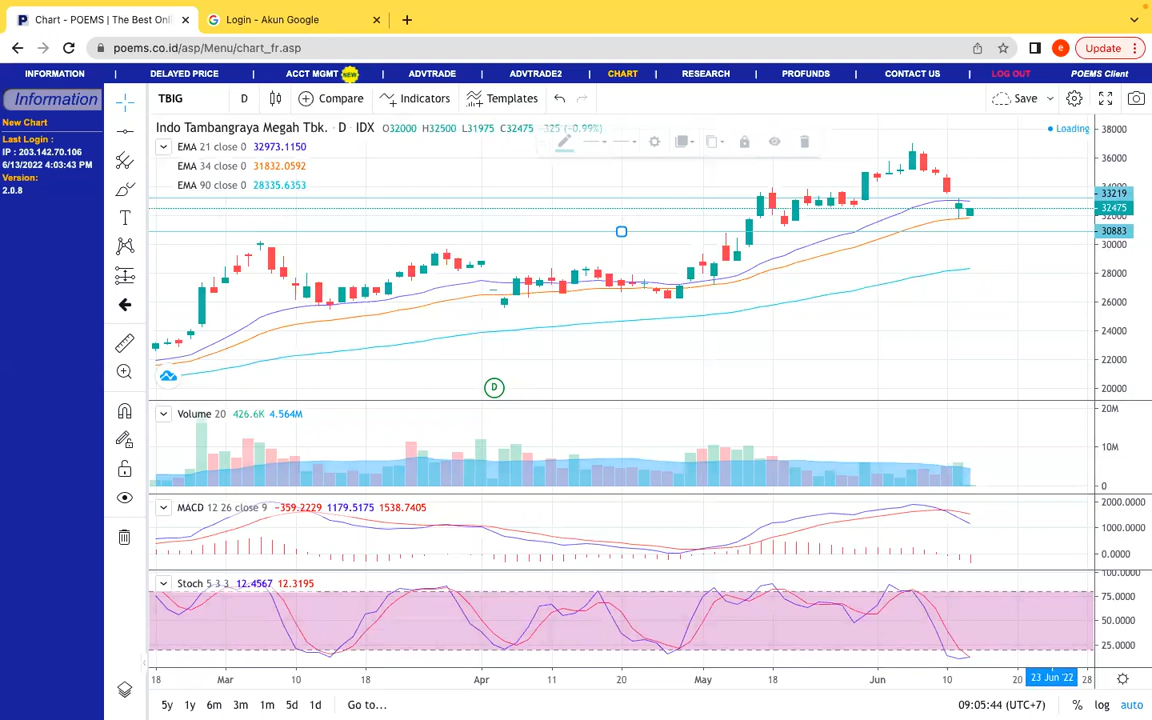 Chart - POEMS | The Best Onl
Login - Akun Google
poems.co.id/asp/Menu/chart_fr.asp
e
Update
INFORMATION | DELAYED PRICE | ACCT MGMT NEW | ADVTRADE | ADVTRADE2 | CHART | RESEARCH | PROFUNDS | CONTACT US | LOG OUT POEMS Client
Information
New Chart
Last Login :
IP : 203.142.70.106
6/13/2022 4:03:43 PM
Version:
2.0.8
TBIG D Compare Indicators Templates Save
Indo Tambangraya Megah Tbk. · D · IDX O32000 H32500 L31975 C32475 -325 (-0.99%)
Loading
EMA 21 close 0 32973.1150
EMA 34 close 0 31832.0592
EMA 90 close 0 28335.6353
38000
36000
34000
33219
32475
32000
30883
30000
28000
26000
24000
22000
20000
D
Volume 20 426.6K 4.564M
20M
10M
0
MACD 12 26 close 9 −359.2229 1179.5175 1538.7405
2000.0000
1000.0000
0.0000
Stoch 5 3 3 12.4567 12.3195
100.0000
75.0000
50.0000
25.0000
18 Mar 10 18 Apr 11 20 May 18 Jun 10 20 23 Jun '22 28
5y 1y 6m 3m 1m 5d 1d Go to...
09:05:44 (UTC+7) % log auto